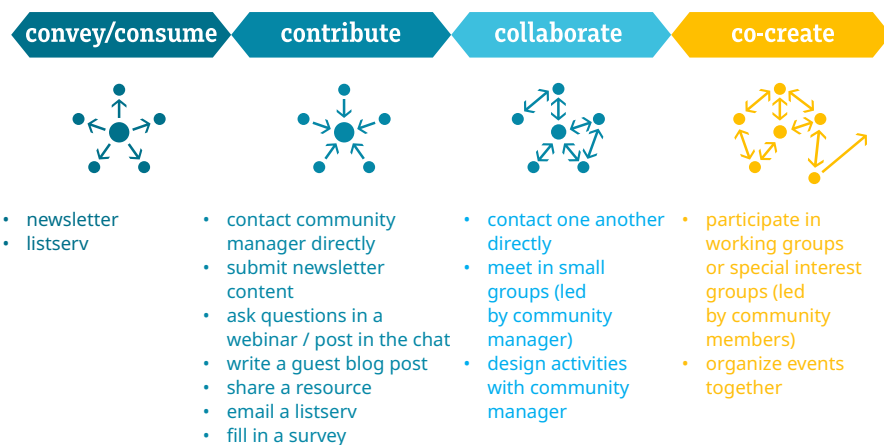 convey/consume
contribute
collaborate
co-create
• newsletter
• listserv
• contact community
manager directly
• submit newsletter
content
• ask questions in a
webinar / post in the chat
• write a guest blog post
• share a resource
• email a listserv
• fill in a survey
• contact one another
directly
• meet in small
groups (led
by community
manager)
• design activities
with community
manager
• participate in
working groups
or special interest
groups (led
by community
members)
• organize events
together